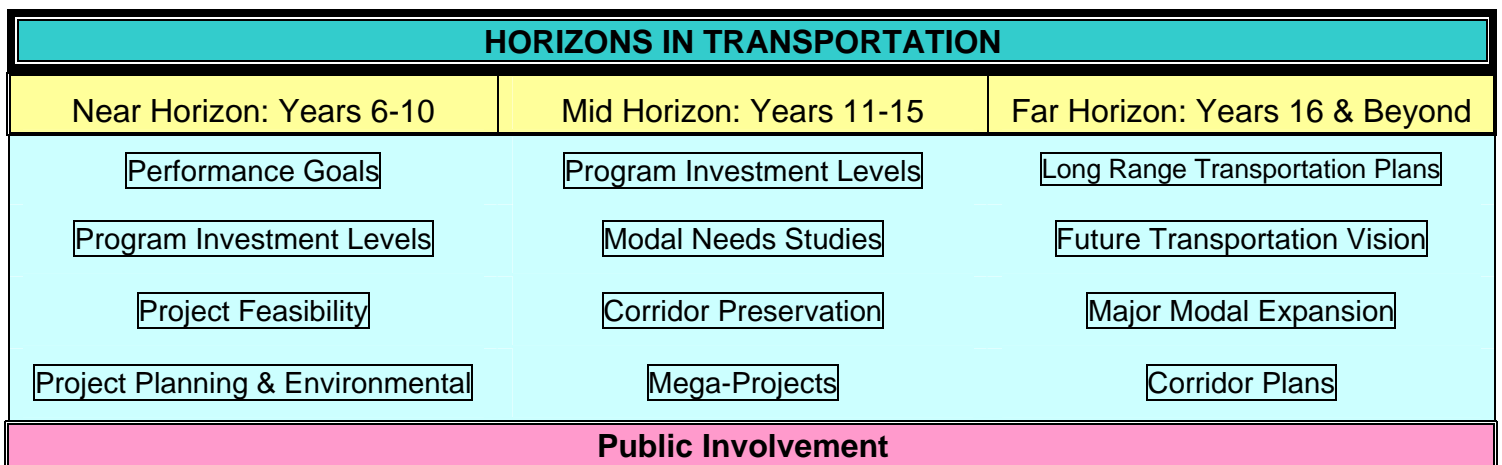 HORIZONS IN TRANSPORTATION
Near Horizon: Years 6-10
Mid Horizon: Years 11-15
Far Horizon: Years 16 & Beyond
Performance Goals
Program Investment Levels
Long Range Transportation Plans
Program Investment Levels
Modal Needs Studies
Future Transportation Vision
Project Feasibility
Corridor Preservation
Major Modal Expansion
Project Planning & Environmental
Mega-Projects
Corridor Plans
Public Involvement